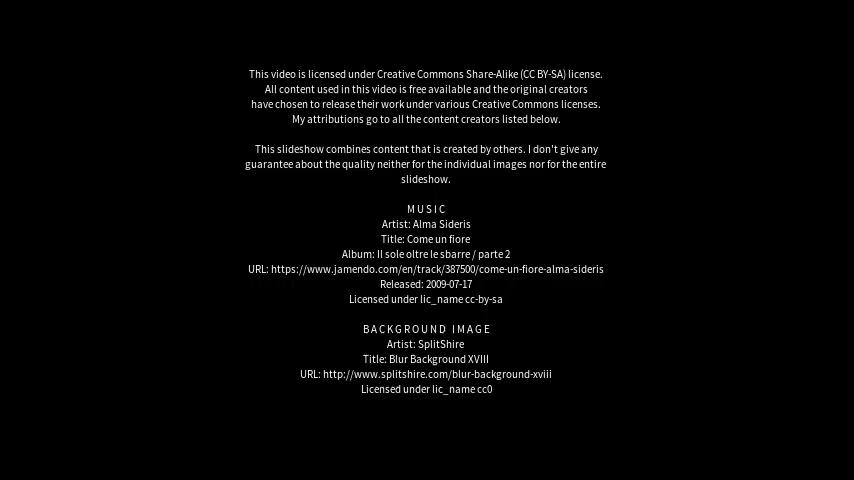 This video is licensed under Creative Commons Share-Alike (CC BY-SA) license.
All content used in this video is free available and the original creators
have chosen to release their work under various Creative Commons licenses.
My attributions go to all the content creators listed below.
This slideshow combines content that is created by others. I don't give any
guarantee about the quality neither for the individual images nor for the entire
slideshow.
MUSIC
Artist: Alma Sideris
Title: Come un fiore
Album: Il sole oltre le sbarre / parte 2
URL: https://www.jamendo.com/en/track/387500/come-un-fiore-alma-sideris
Released: 2009-07-17
Licensed under lic_name cc-by-sa
BACKGROUND IMAGE
Artist: SplitShire
Title: Blur Background XVIII
URL: http://www.splitshire.com/blur-background-xviii
Licensed under lic_name cc0